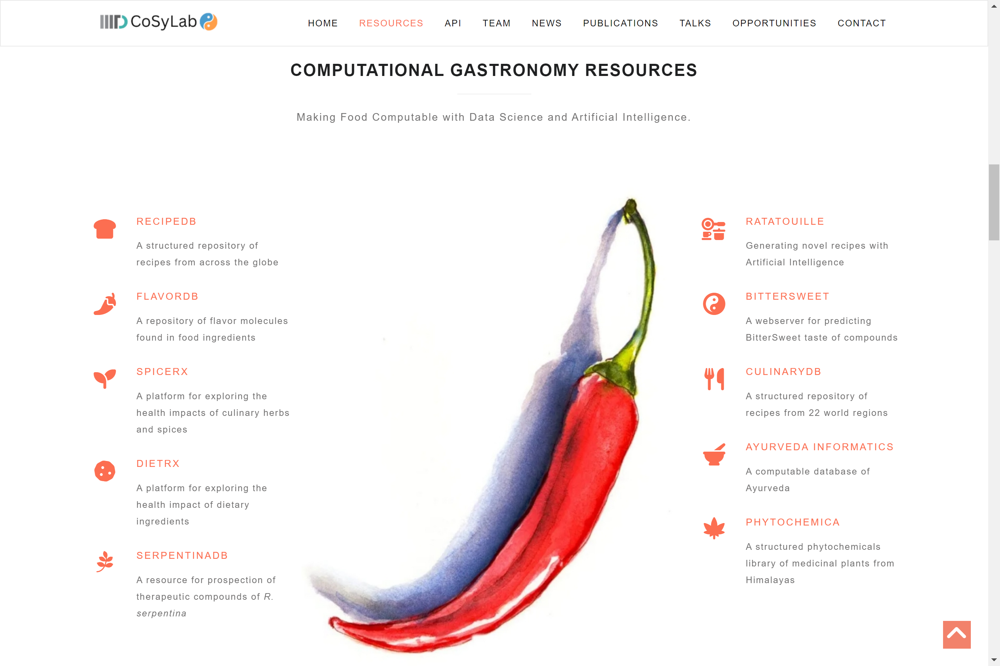 CoSyLab
HOME RESOURCES API TEAM NEWS PUBLICATIONS TALKS OPPORTUNITIES CONTACT
COMPUTATIONAL GASTRONOMY RESOURCES
Making Food Computable with Data Science and Artificial Intelligence.
RECIPEDB
A structured repository of
recipes from across the globe
FLAVORDB
A repository of flavor molecules
found in food ingredients
SPICERX
A platform for exploring the
health impacts of culinary herbs
and spices
DIETRX
A platform for exploring the
health impact of dietary
ingredients
SERPENTINADB
A resource for prospection of
therapeutic compounds of R.
serpentina
RATATOUILLE
Generating novel recipes with
Artificial Intelligence
BITTERSWEET
A webserver for predicting
BitterSweet taste of compounds
CULINARYDB
A structured repository of
recipes from 22 world regions
AYURVEDA INFORMATICS
A computable database of
Ayurveda
PHYTOCHEMICA
A structured phytochemicals
library of medicinal plants from
Himalayas